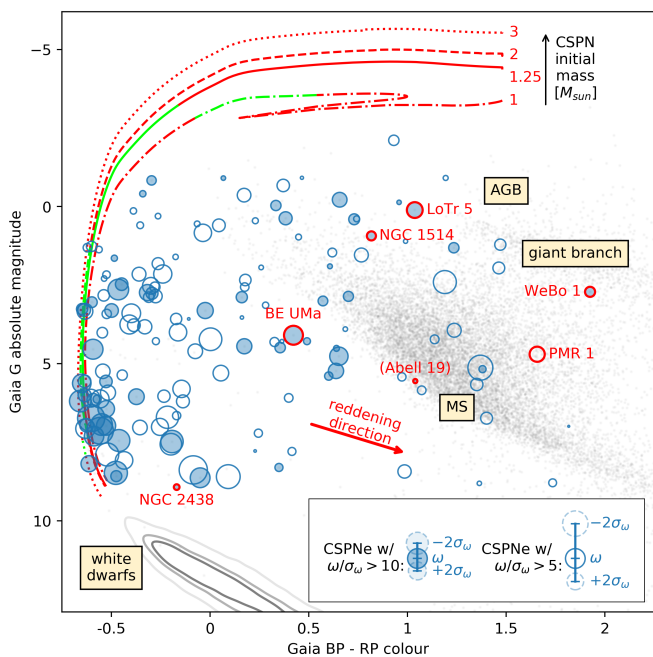 3
2
1.25
1
CSPN
initial
mass
[M_sun]
AGB
LoTr 5
NGC 1514
giant branch
WeBo 1
BE UMa
PMR 1
(Abell 19)
MS
reddening
direction
NGC 2438
white
dwarfs
CSPNe w/
ω/σ_ω > 10:
−2σ_ω
ω
+2σ_ω
CSPNe w/
ω/σ_ω > 5:
−2σ_ω
ω
+2σ_ω
Gaia G absolute magnitude
−5
0
5
10
-0.5
0
0.5
1
1.5
2
Gaia BP - RP colour